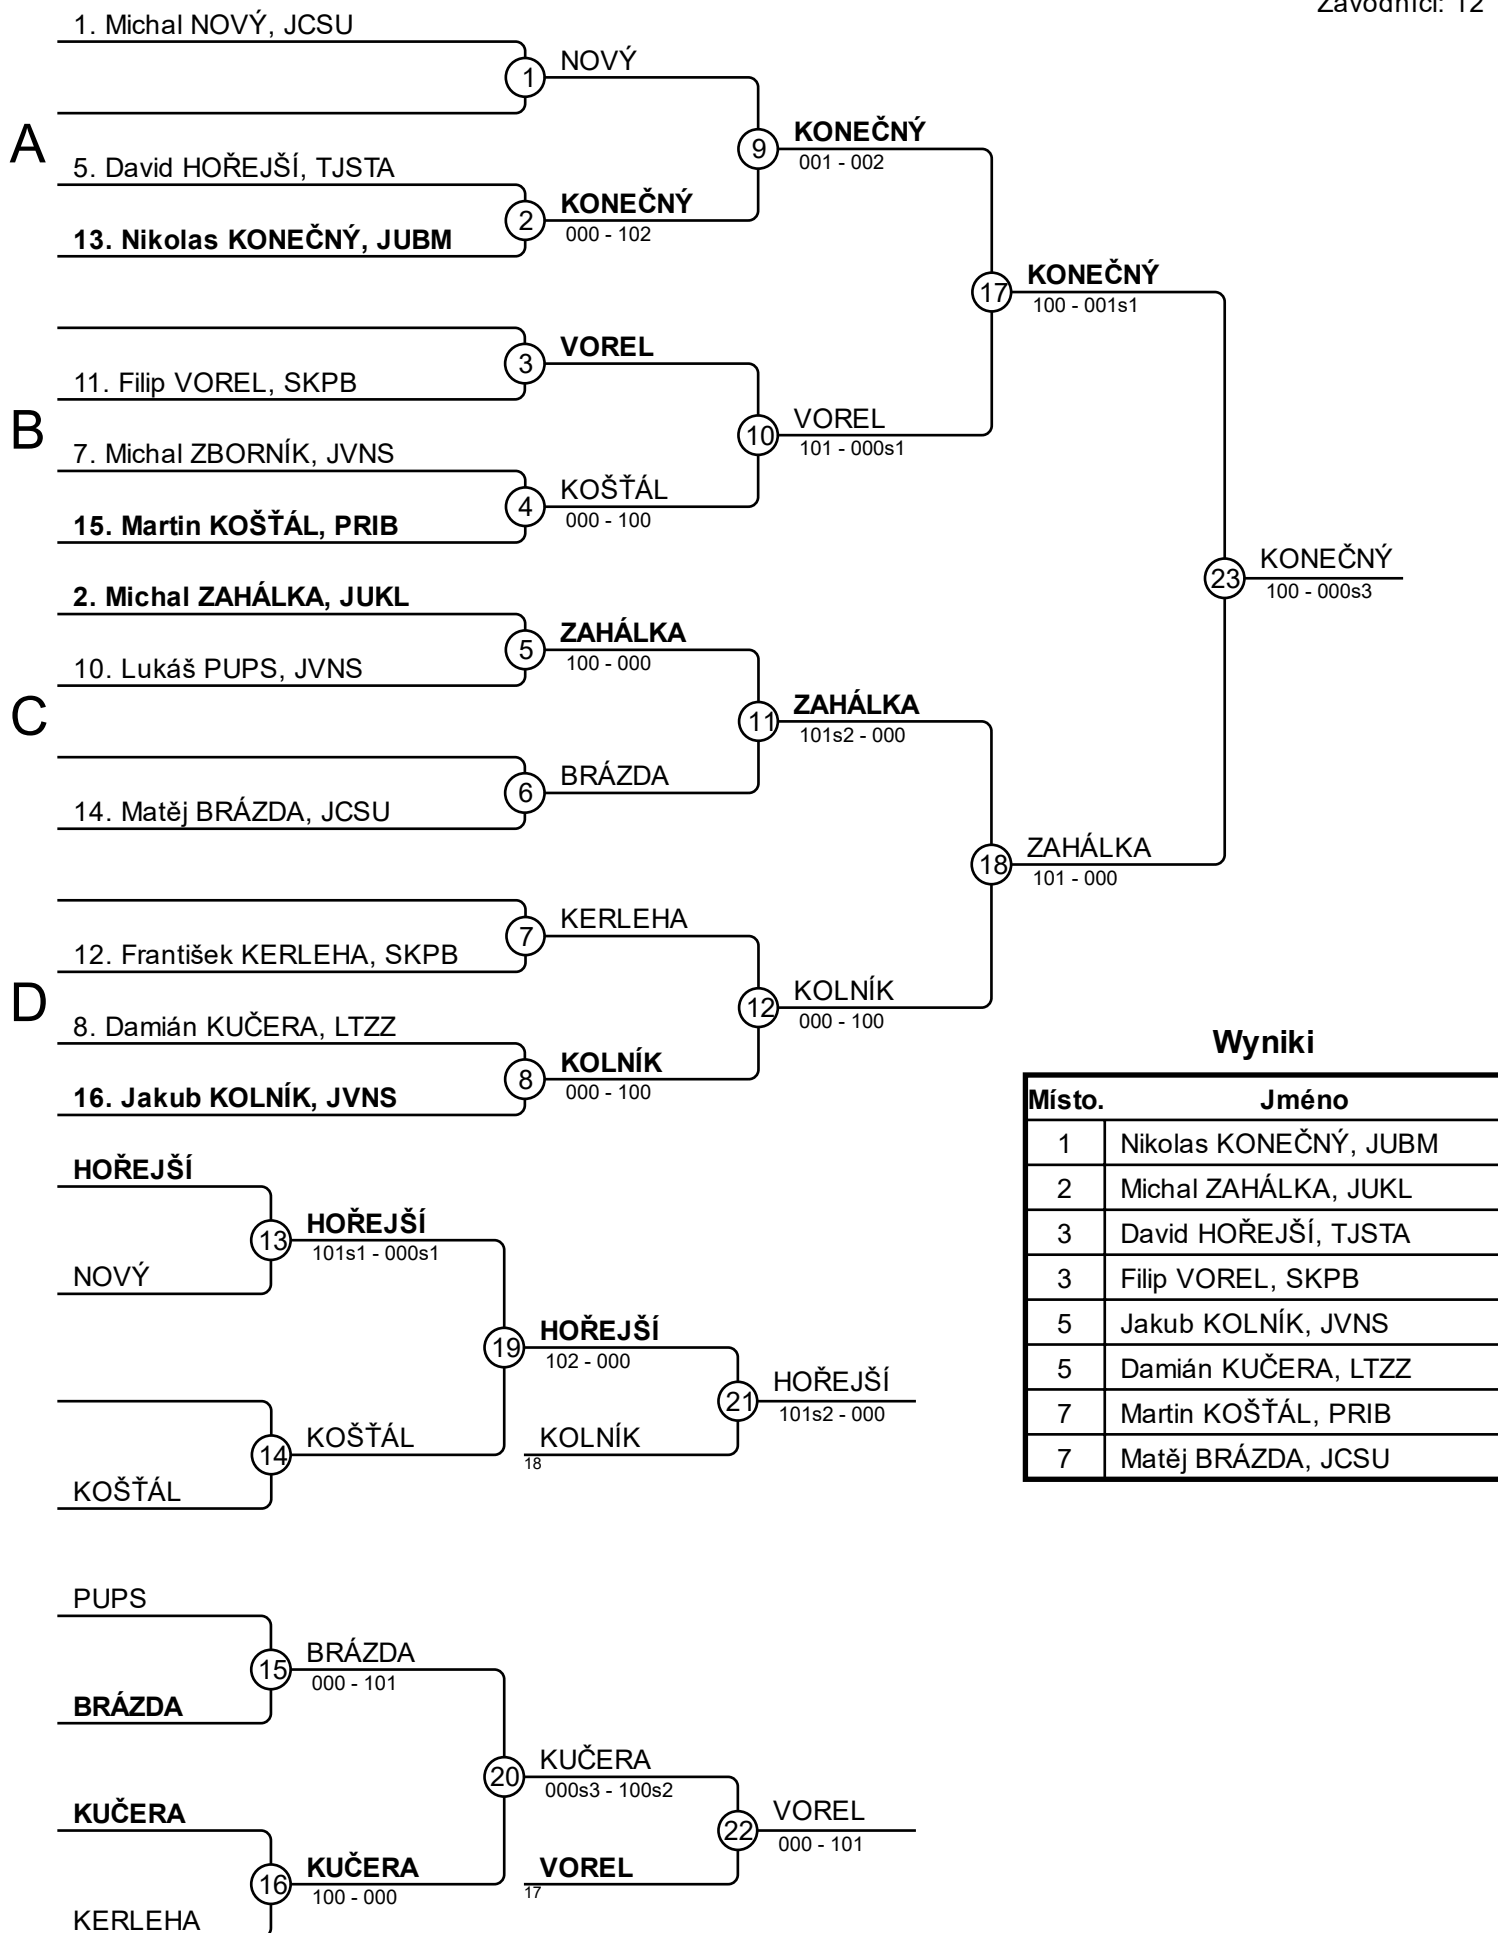 Závodníci: 12
1. Michal NOVÝ, JCSU
1
NOVÝ
A
5. David HOŘEJŠÍ, TJSTA
13. Nikolas KONEČNÝ, JUBM
2
KONEČNÝ
000 - 102
9
KONEČNÝ
001 - 002
11. Filip VOREL, SKPB
3
VOREL
B
7. Michal ZBORNÍK, JVNS
15. Martin KOŠŤÁL, PRIB
4
KOŠŤÁL
000 - 100
10
VOREL
101 - 000s1
17
KONEČNÝ
100 - 001s1
2. Michal ZAHÁLKA, JUKL
10. Lukáš PUPS, JVNS
5
ZAHÁLKA
100 - 000
C
14. Matěj BRÁZDA, JCSU
6
BRÁZDA
11
ZAHÁLKA
101s2 - 000
12. František KERLEHA, SKPB
7
KERLEHA
D
8. Damián KUČERA, LTZZ
16. Jakub KOLNÍK, JVNS
8
KOLNÍK
000 - 100
12
KOLNÍK
000 - 100
18
ZAHÁLKA
101 - 000
23
KONEČNÝ
100 - 000s3
HOŘEJŠÍ
NOVÝ
13
HOŘEJŠÍ
101s1 - 000s1
KOŠŤÁL
14
KOŠŤÁL
19
HOŘEJŠÍ
102 - 000
KOLNÍK
18
21
HOŘEJŠÍ
101s2 - 000
PUPS
BRÁZDA
15
BRÁZDA
000 - 101
KUČERA
KERLEHA
16
KUČERA
100 - 000
20
KUČERA
000s3 - 100s2
VOREL
17
22
VOREL
000 - 101
Wyniki
Místo. Jméno
1 Nikolas KONEČNÝ, JUBM
2 Michal ZAHÁLKA, JUKL
3 David HOŘEJŠÍ, TJSTA
3 Filip VOREL, SKPB
5 Jakub KOLNÍK, JVNS
5 Damián KUČERA, LTZZ
7 Martin KOŠŤÁL, PRIB
7 Matěj BRÁZDA, JCSU